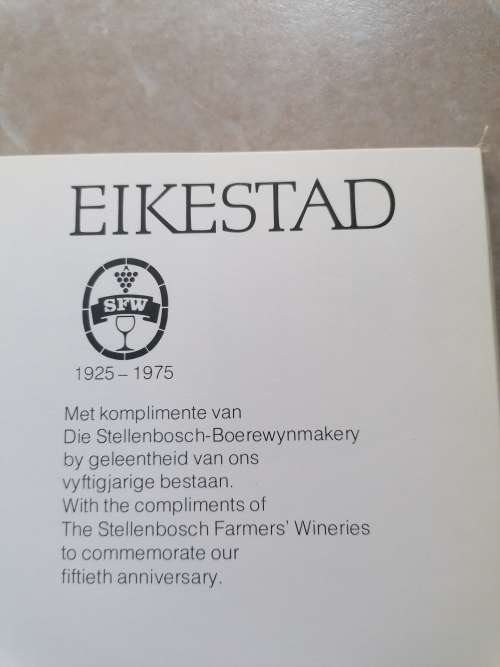 EIKESTAD
SFW
1925 – 1975
Met komplimente van
Die Stellenbosch-Boerewynmakery
by geleentheid van ons
vyftigjarige bestaan.
With the compliments of
The Stellenbosch Farmers' Wineries
to commemorate our
fiftieth anniversary.